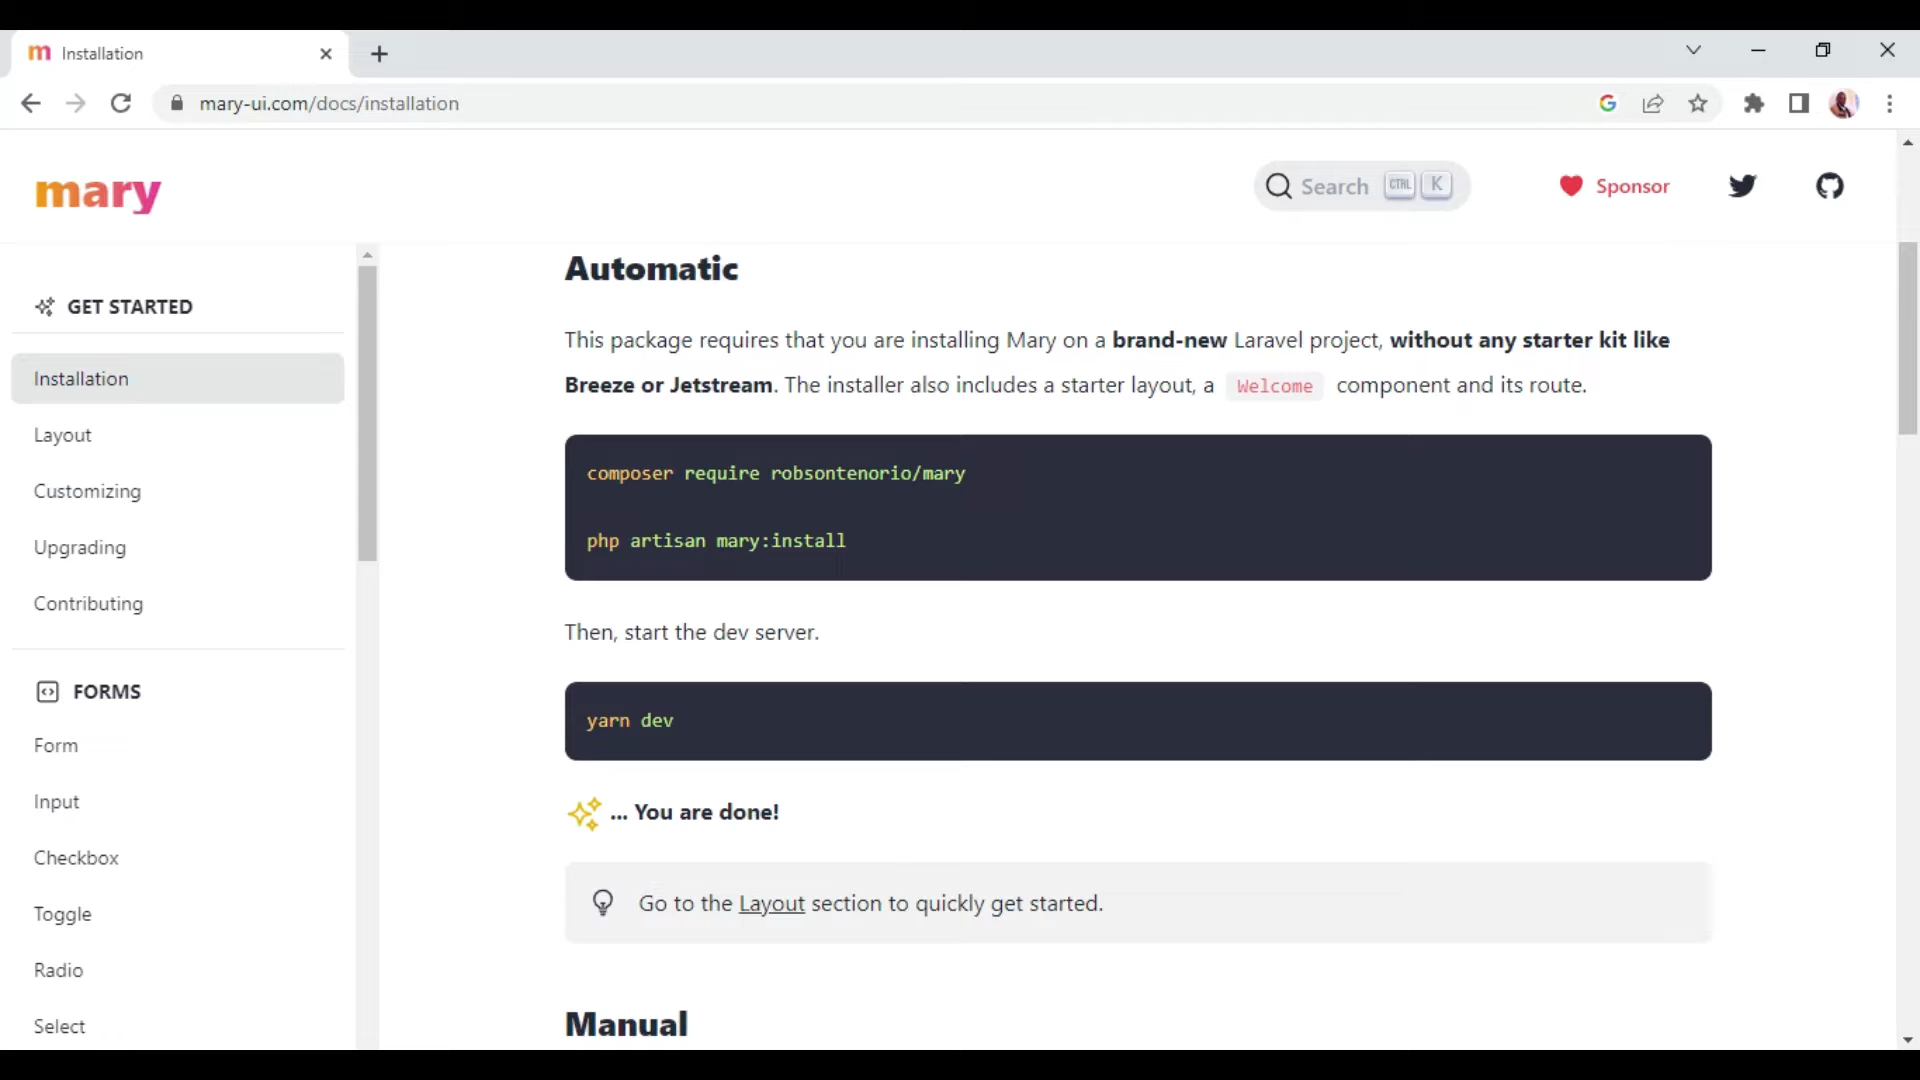 m Installation
mary-ui.com/docs/installation
mary
Search CTRL K
Sponsor
GET STARTED
Installation
Layout
Customizing
Upgrading
Contributing
FORMS
Form
Input
Checkbox
Toggle
Radio
Select
Automatic
This package requires that you are installing Mary on a brand-new Laravel project, without any starter kit like
Breeze or Jetstream. The installer also includes a starter layout, a Welcome component and its route.
composer require robsontenorio/mary
php artisan mary:install
Then, start the dev server.
yarn dev
... You are done!
Go to the Layout section to quickly get started.
Manual